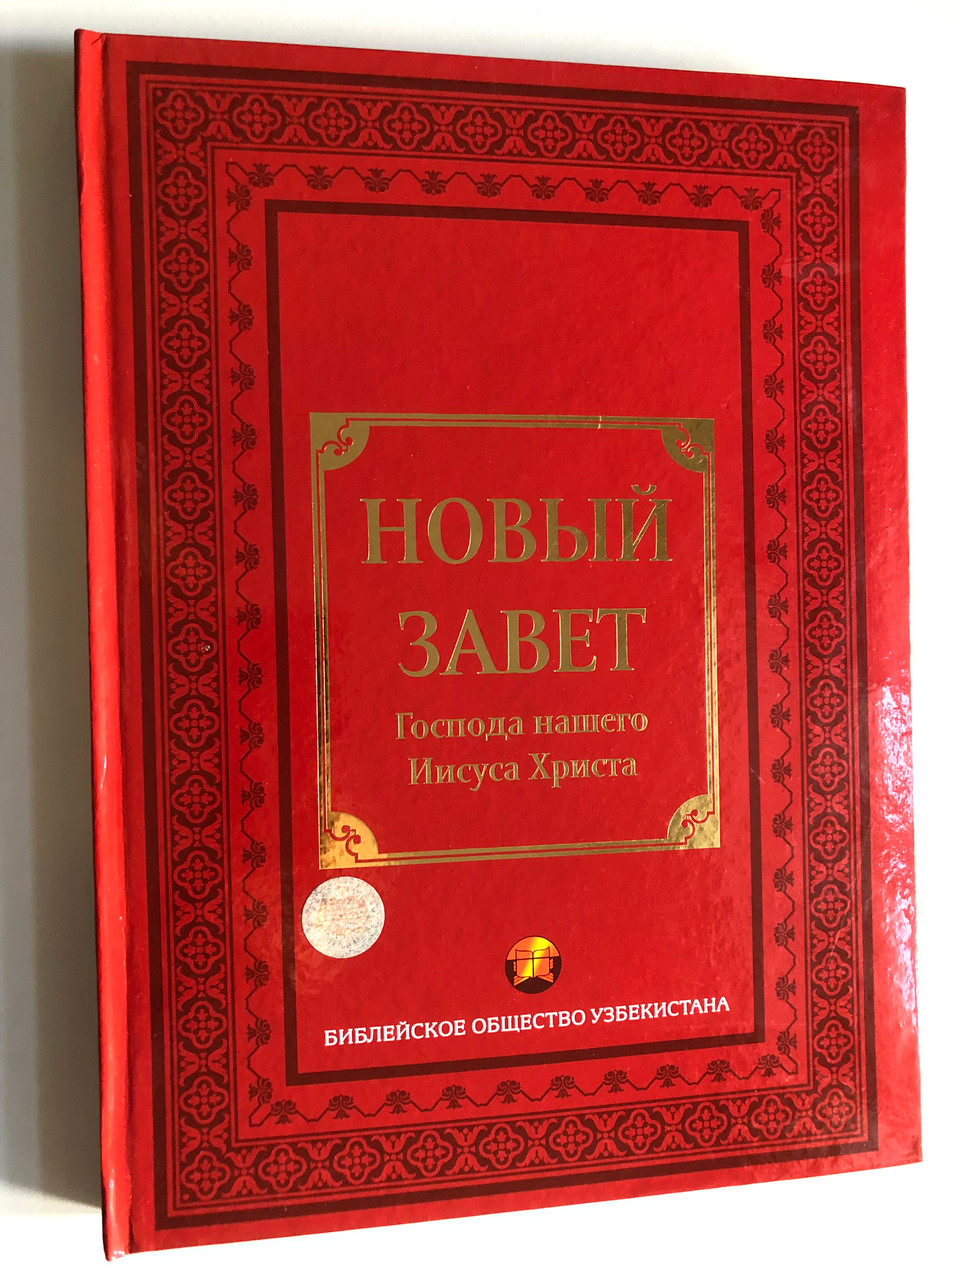 НОВЫЙ
ЗАВЕТ
Господа нашего
Иисуса Христа
БИБЛЕЙСКОЕ ОБЩЕСТВО УЗБЕКИСТАНА